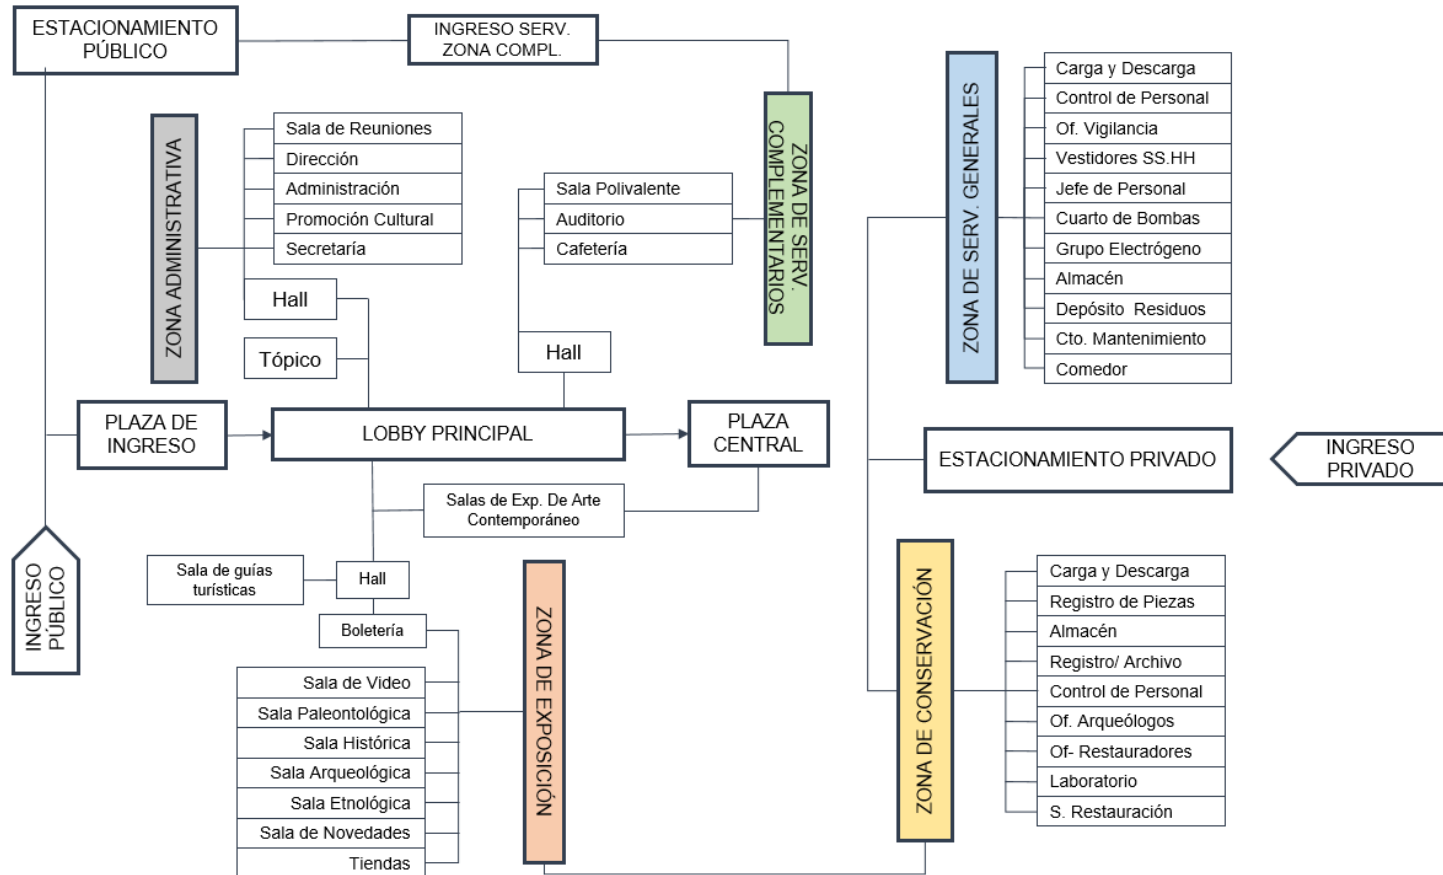 ESTACIONAMIENTO
PÚBLICO
INGRESO SERV.
ZONA COMPL.
ZONA ADMINISTRATIVA
Sala de Reuniones
Dirección
Administración
Promoción Cultural
Secretaría
Hall
Tópico
Sala Polivalente
Auditorio
Cafetería
Hall
ZONA DE SERV.
COMPLEMENTARIOS
ZONA DE SERV. GENERALES
Carga y Descarga
Control de Personal
Of. Vigilancia
Vestidores SS.HH
Jefe de Personal
Cuarto de Bombas
Grupo Electrógeno
Almacén
Depósito Residuos
Cto. Mantenimiento
Comedor
PLAZA DE
INGRESO
LOBBY PRINCIPAL
PLAZA
CENTRAL
ESTACIONAMIENTO PRIVADO
INGRESO
PRIVADO
Salas de Exp. De Arte
Contemporáneo
INGRESO
PÚBLICO
Sala de guías
turísticas
Hall
Boletería
Sala de Video
Sala Paleontológica
Sala Histórica
Sala Arqueológica
Sala Etnológica
Sala de Novedades
Tiendas
ZONA DE EXPOSICIÓN
ZONA DE CONSERVACIÓN
Carga y Descarga
Registro de Piezas
Almacén
Registro/ Archivo
Control de Personal
Of. Arqueólogos
Of- Restauradores
Laboratorio
S. Restauración